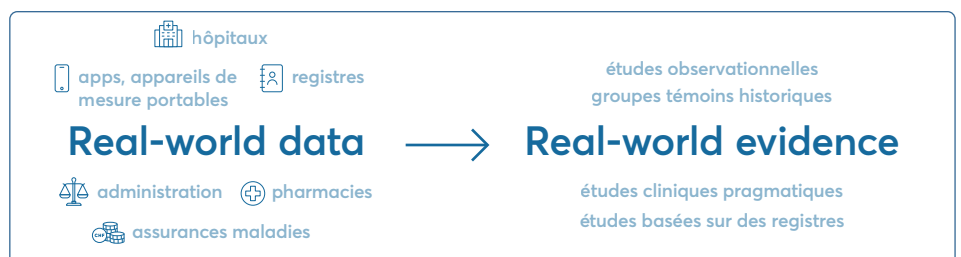 hôpitaux
apps, appareils de
mesure portables
registres
Real-world data
administration
pharmacies
CHF
assurances maladies
études observationnelles
groupes témoins historiques
Real-world evidence
études cliniques pragmatiques
études basées sur des registres